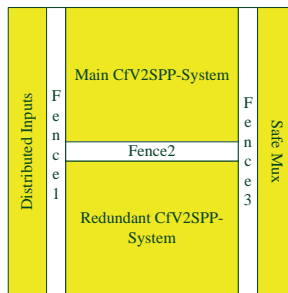 Distributed Inputs
Fence1
Main CfV2SPP-System
Fence2
Redundant CfV2SPP-
System
Fence3
Safe Mux